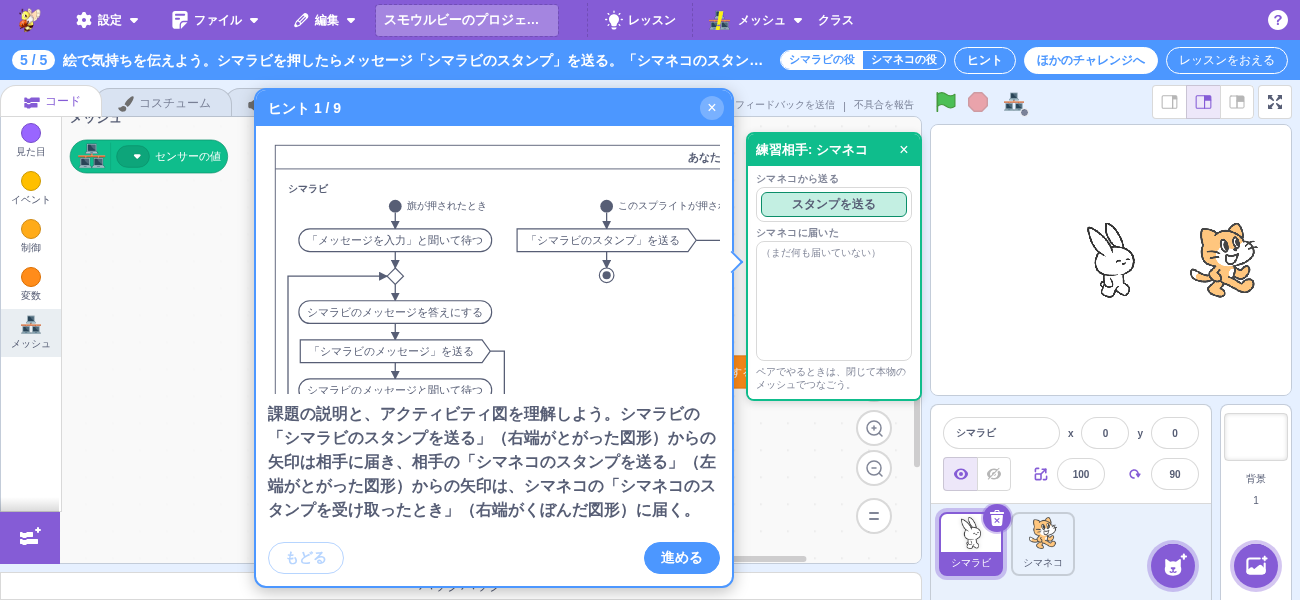 設定
ファイル
編集
スモウルビーのプロジェ…
レッスン
メッシュ
クラス
?
5 / 5
絵で気持ちを伝えよう。シマラビを押したらメッセージ「シマラビのスタンプ」を送る。「シマネコのスタン…
シマラビの役
シマネコの役
ヒント
ほかのチャレンジへ
レッスンをおえる
コード
コスチューム
フィードバックを送信 | 不具合を報告
メッシュ
センサーの値
見た目
イベント
制御
変数
メッシュ
ヒント 1 / 9
×
あなた
シマラビ
旗が押されたとき
「メッセージを入力」と聞いて待つ
シマラビのメッセージを答えにする
「シマラビのメッセージ」を送る
シマラビのメッセージと聞いて待つ
このスプライトが押さ
「シマラビのスタンプ」を送る
課題の説明と、アクティビティ図を理解しよう。シマラビの
「シマラビのスタンプを送る」（右端がとがった図形）からの
矢印は相手に届き、相手の「シマネコのスタンプを送る」（左
端がとがった図形）からの矢印は、シマネコの「シマネコのス
タンプを受け取ったとき」（右端がくぼんだ図形）に届く。
もどる
進める
練習相手: シマネコ
×
シマネコから送る
スタンプを送る
シマネコに届いた
（まだ何も届いていない）
ペアでやるときは、閉じて本物の
メッシュでつなごう。
シマラビ
x
0
y
0
100
90
シマラビ
シマネコ
背景
1